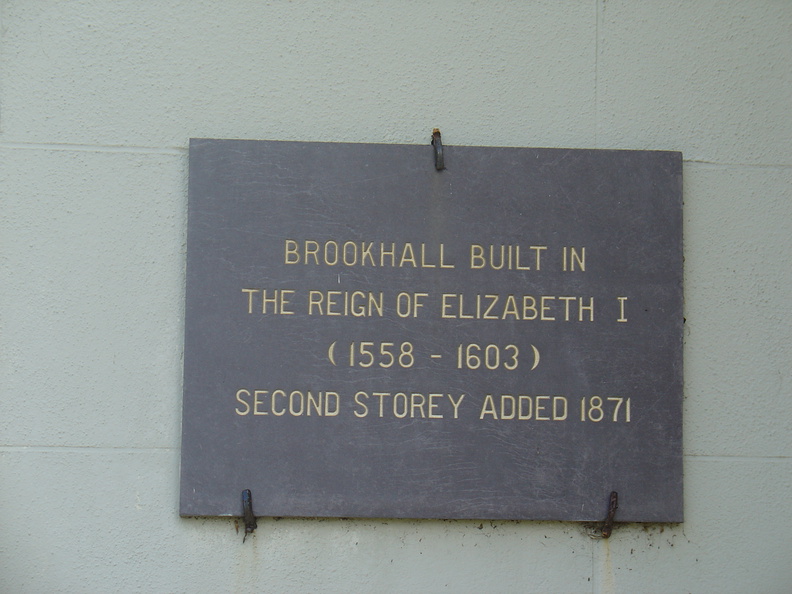 BROOKHALL BUILT IN
THE REIGN OF ELIZABETH I
(1558 - 1603)
SECOND STOREY ADDED 1871